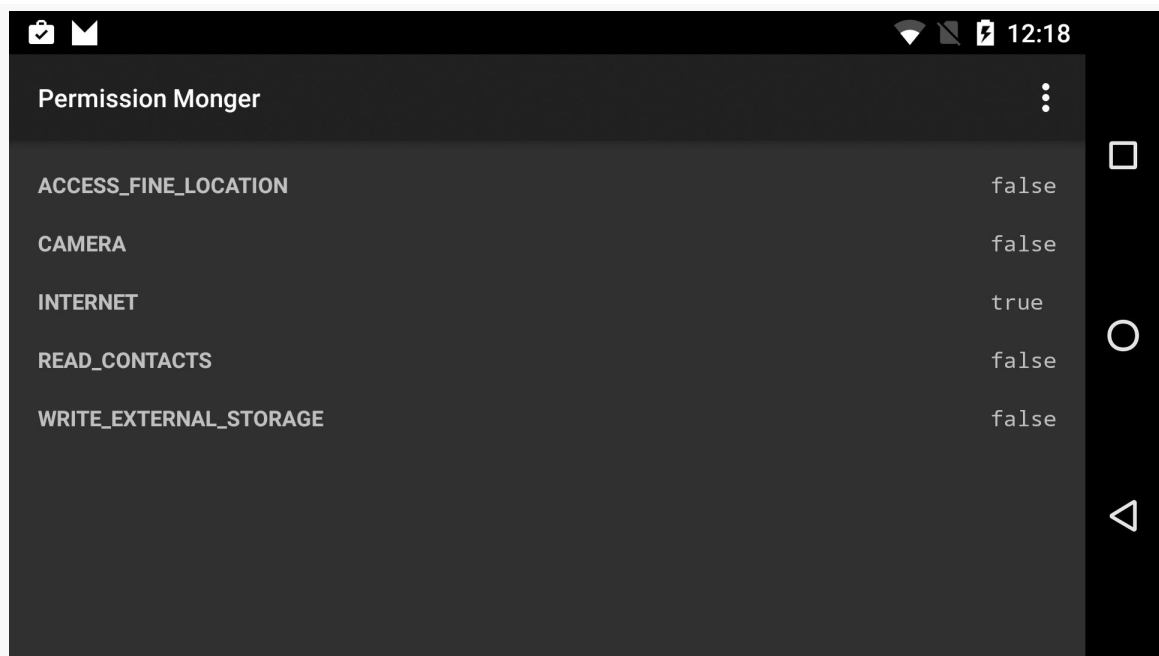 12:18
Permission Monger
ACCESS_FINE_LOCATION false
CAMERA false
INTERNET true
READ_CONTACTS false
WRITE_EXTERNAL_STORAGE false